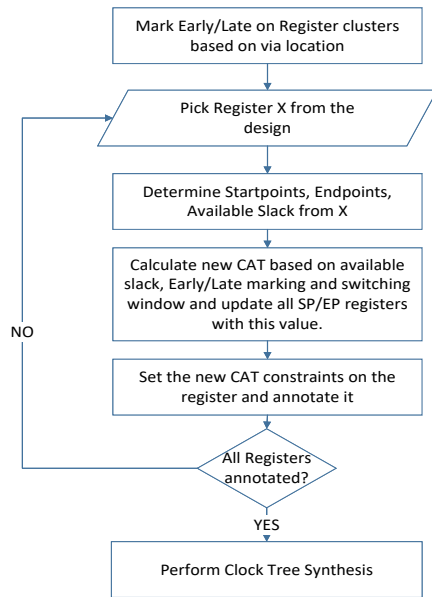 Mark Early/Late on Register clusters
based on via location
Pick Register X from the
design
Determine Startpoints, Endpoints,
Available Slack from X
Calculate new CAT based on available
slack, Early/Late marking and switching
window and update all SP/EP registers
with this value.
NO
Set the new CAT constraints on the
register and annotate it
All Registers
annotated?
YES
Perform Clock Tree Synthesis